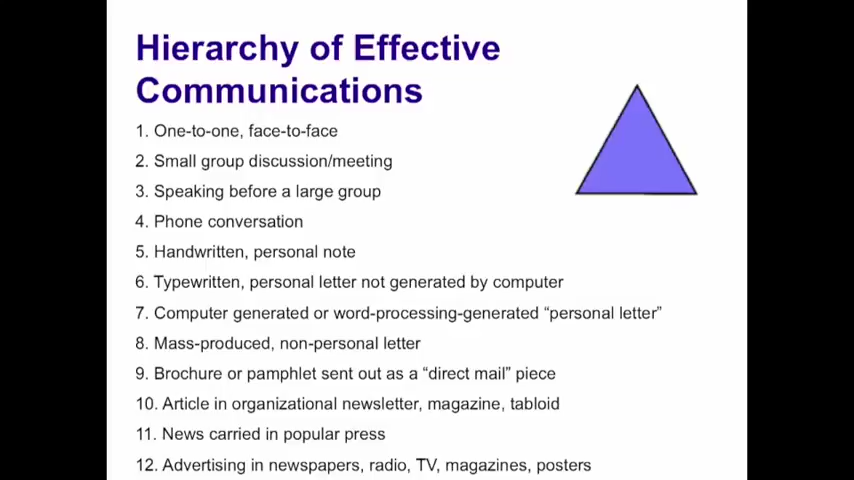 Hierarchy of Effective
Communications
1. One-to-one, face-to-face
2. Small group discussion/meeting
3. Speaking before a large group
4. Phone conversation
5. Handwritten, personal note
6. Typewritten, personal letter not generated by computer
7. Computer generated or word-processing-generated “personal letter”
8. Mass-produced, non-personal letter
9. Brochure or pamphlet sent out as a “direct mail” piece
10. Article in organizational newsletter, magazine, tabloid
11. News carried in popular press
12. Advertising in newspapers, radio, TV, magazines, posters